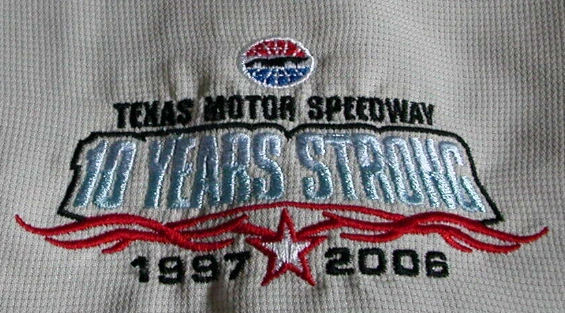 TEXAS MOTOR SPEEDWAY
10 YEARS STRONG
1997 2006